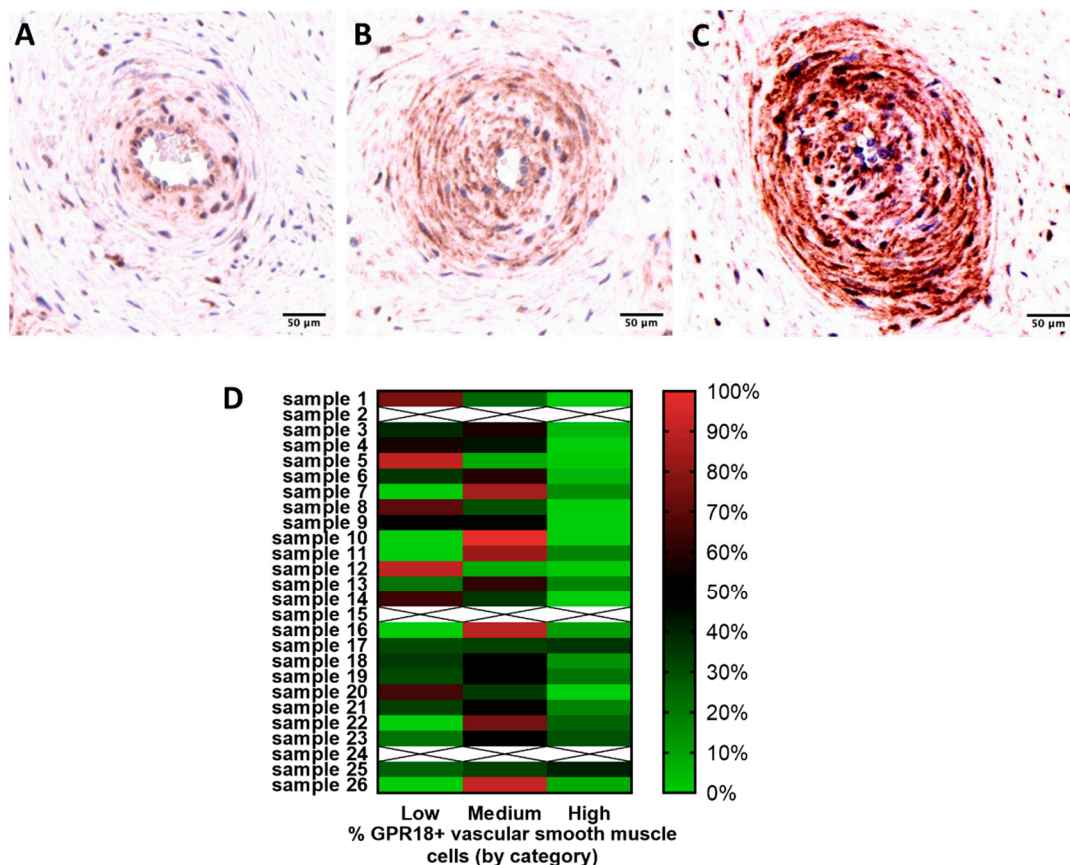 A
B
C
50 µm
50 µm
50 µm
D
sample 1
sample 2
sample 3
sample 4
sample 5
sample 6
sample 7
sample 8
sample 9
sample 10
sample 11
sample 12
sample 13
sample 14
sample 15
sample 16
sample 17
sample 18
sample 19
sample 20
sample 21
sample 22
sample 23
sample 24
sample 25
sample 26
100%
90%
80%
70%
60%
50%
40%
30%
20%
10%
0%
Low Medium High
% GPR18+ vascular smooth muscle
cells (by category)